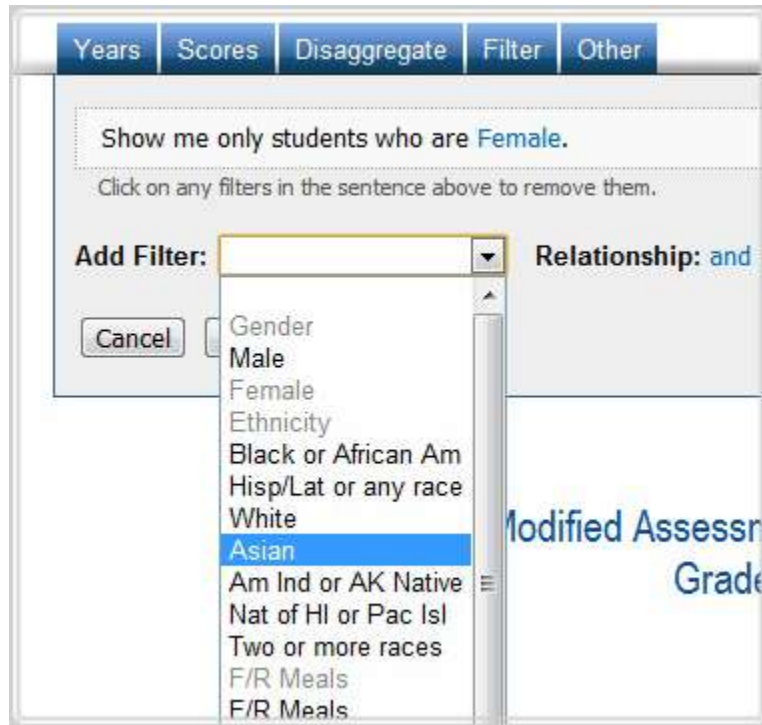 Years Scores Disaggregate Filter Other
Show me only students who are Female.
Click on any filters in the sentence above to remove them.
Add Filter: Relationship: and
Cancel
Gender
Male
Female
Ethnicity
Black or African Am
Hisp/Lat or any race
White
Asian
Am Ind or AK Native
Nat of HI or Pac Isl
Two or more races
F/R Meals
F/R Meals